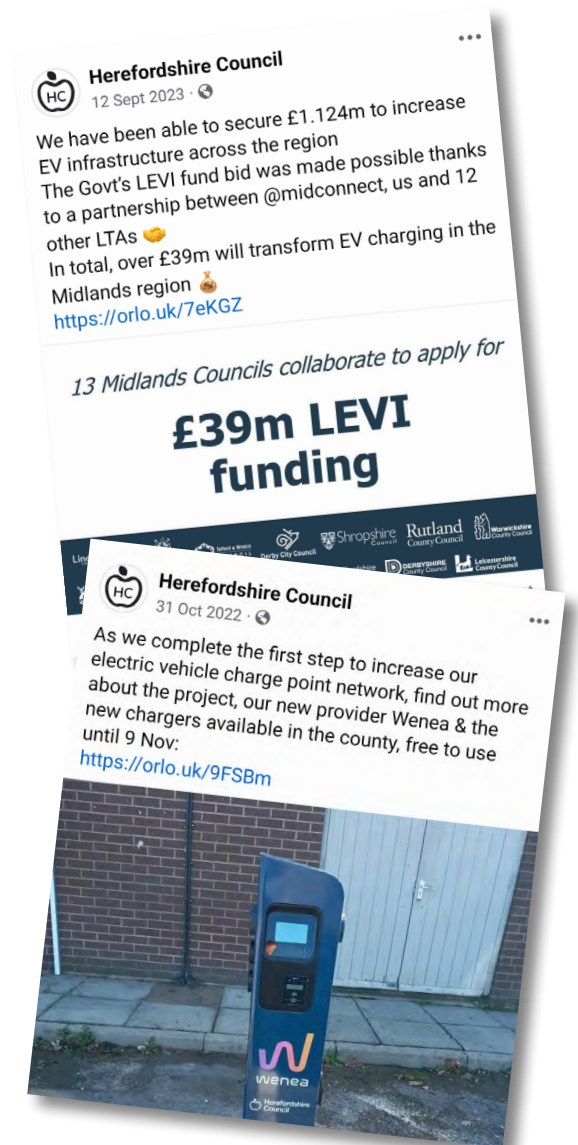 Herefordshire Council
12 Sept 2023
We have been able to secure £1.124m to increase
EV infrastructure across the region
The Govt's LEVI fund bid was made possible thanks
to a partnership between @midconnect, us and 12
other LTAs 🤝
In total, over £39m will transform EV charging in the
Midlands region 💰
https://orlo.uk/7eKGZ
13 Midlands Councils collaborate to apply for
£39m LEVI
funding
Derby City Council
Shropshire
Council
Rutland
County Council
Warwickshire
County Council
DERBYSHIRE
County Council
Leicestershire
County Council
HC
Herefordshire Council
31 Oct 2022
As we complete the first step to increase our
electric vehicle charge point network, find out more
about the project, our new provider Wenea & the
new chargers available in the county, free to use
until 9 Nov:
https://orlo.uk/9FSBm
wenea
Herefordshire
Council
HC